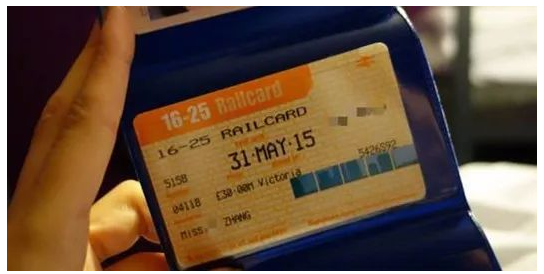 16-25 Railcard
16-25 RAILCARD
31·MAY·15
5158
5426592
04118 £30·00M Victoria
MISS. ZHANG